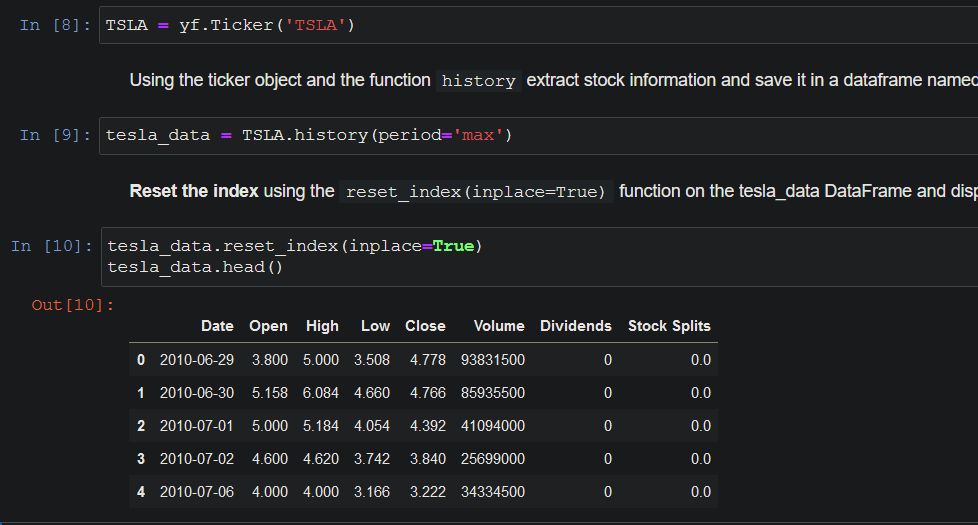 In [8]: TSLA = yf.Ticker('TSLA')
Using the ticker object and the function history extract stock information and save it in a dataframe named
In [9]: tesla_data = TSLA.history(period='max')
Reset the index using the reset_index(inplace=True) function on the tesla_data DataFrame and
In [10]: tesla_data.reset_index(inplace=True)
tesla_data.head()
Out[10]:
Date Open High Low Close Volume Dividends Stock Splits
0 2010-06-29 3.800 5.000 3.508 4.778 93831500 0 0.0
1 2010-06-30 5.158 6.084 4.660 4.766 85935500 0 0.0
2 2010-07-01 5.000 5.184 4.054 4.392 41094000 0 0.0
3 2010-07-02 4.600 4.620 3.742 3.840 25699000 0 0.0
4 2010-07-06 4.000 4.000 3.166 3.222 34334500 0 0.0